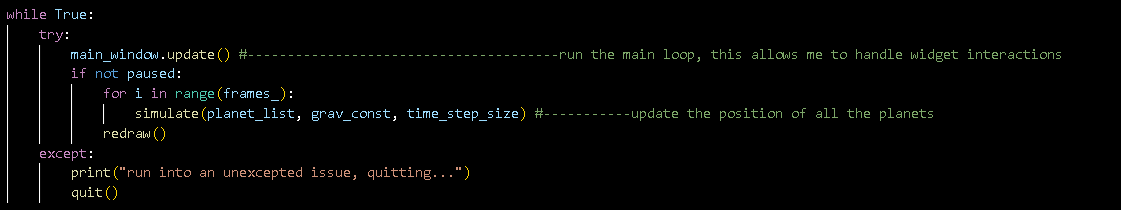 while True:
try:
main_window.update() #---------------------------------------run the main loop, this allows me to handle widget interactions
if not paused:
for i in range(frames_):
simulate(planet_list, grav_const, time_step_size) #-----------update the position of all the planets
redraw()
except:
print("run into an unexcepted issue, quitting...")
quit()